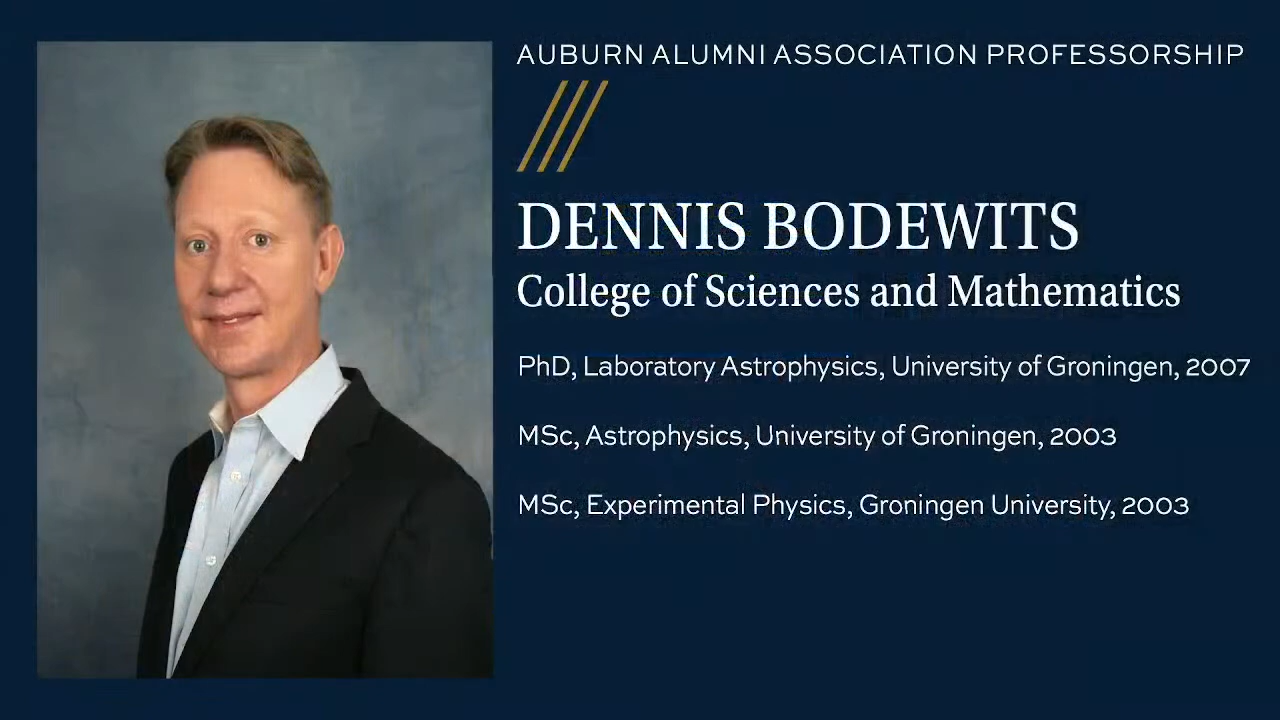 AUBURN ALUMNI ASSOCIATION PROFESSORSHIP
DENNIS BODEWITS
College of Sciences and Mathematics
PhD, Laboratory Astrophysics, University of Groningen, 2007
MSc, Astrophysics, University of Groningen, 2003
MSc, Experimental Physics, Groningen University, 2003